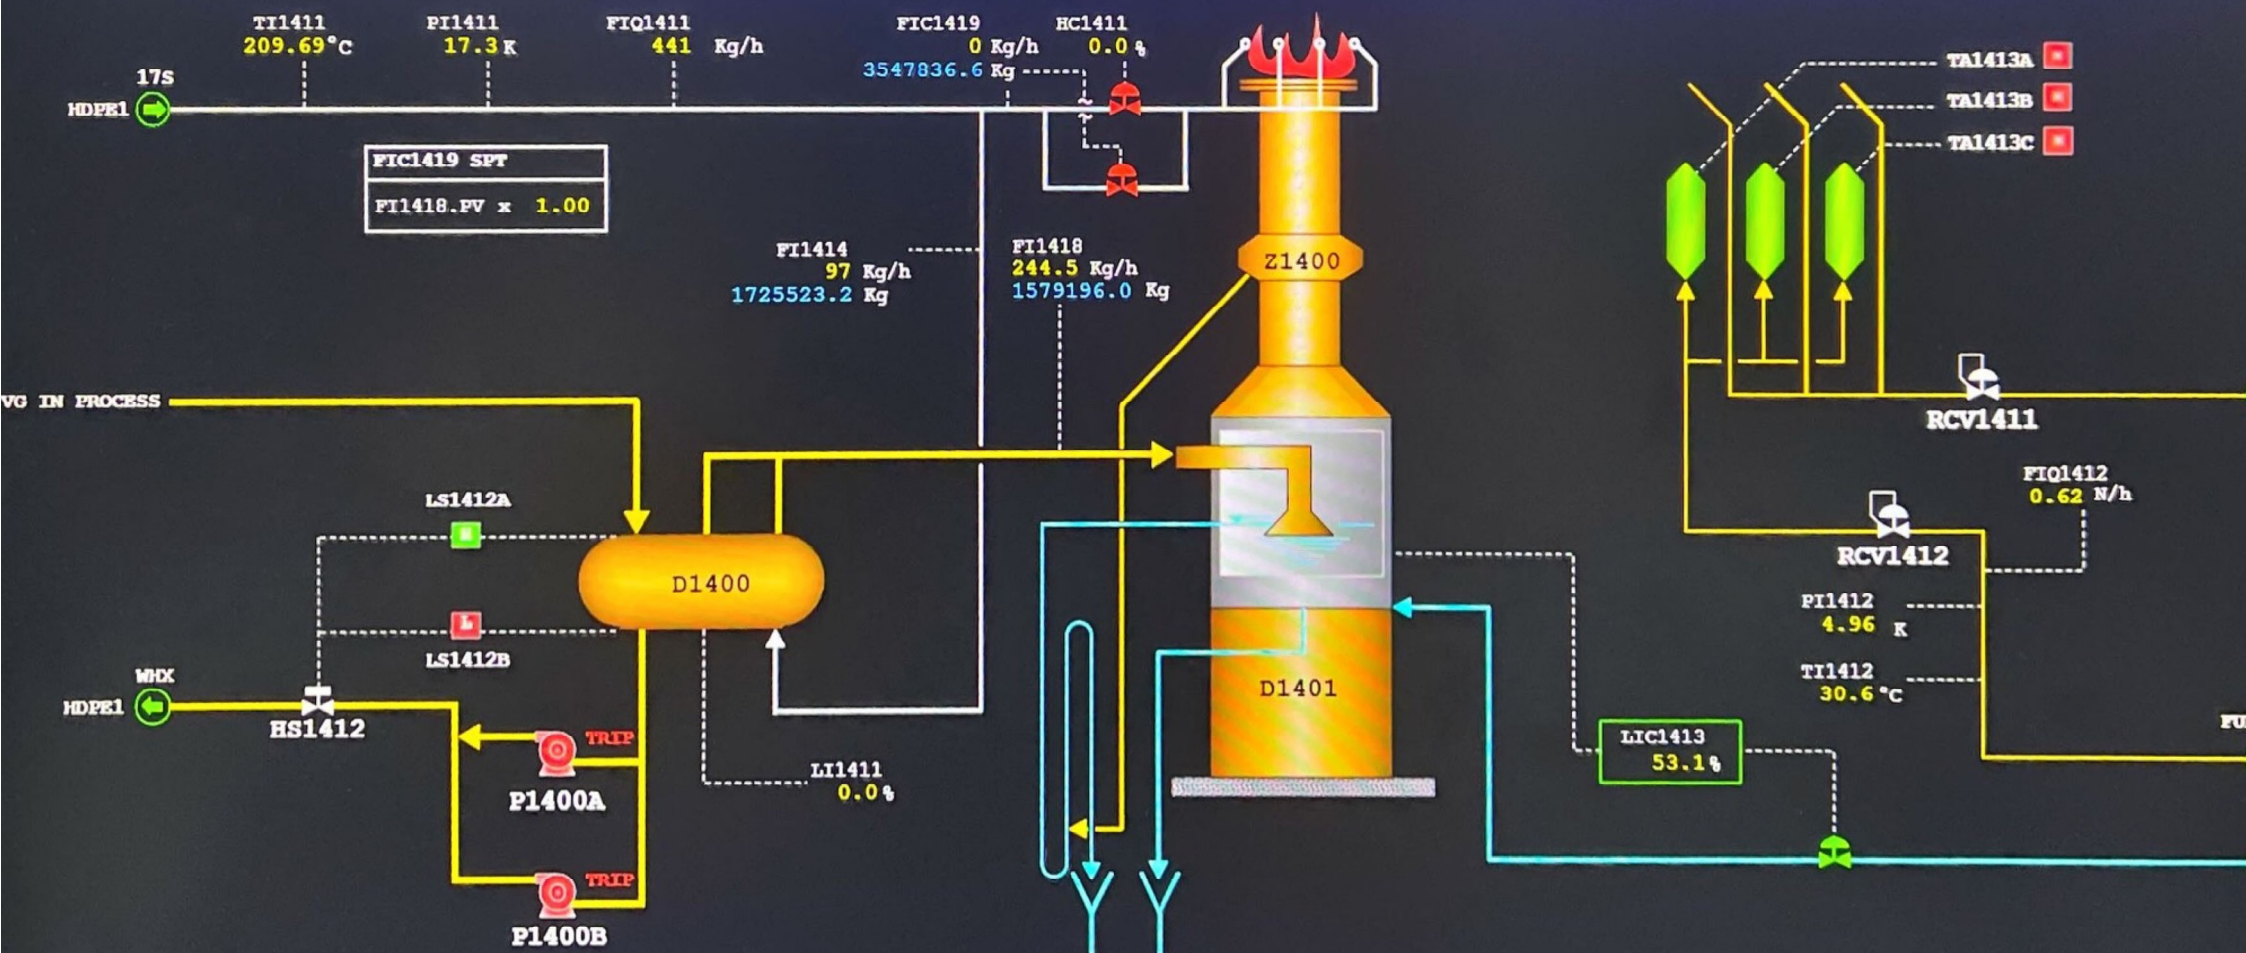 TI1411
209.69°C
PI1411
17.3 K
FIQ1411
441 Kg/h
FIC1419
0 Kg/h
3547836.6 Kg
HC1411
0.0 %
17S
HDPE1
FIC1419 SPT
FI1418.PV x 1.00
FI1414
97 Kg/h
1725523.2 Kg
FI1418
244.5 Kg/h
1579196.0 Kg
Z1400
TA1413A
TA1413B
TA1413C
VG IN PROCESS
RCV1411
LS1412A
H
D1400
L
LS1412B
FIQ1412
0.62 N/h
RCV1412
PI1412
4.96 K
TI1412
30.6 °C
WHX
HDPE1
HS1412
TRIP
P1400A
LI1411
0.0 %
D1401
LIC1413
53.1 %
FU
TRIP
P1400B